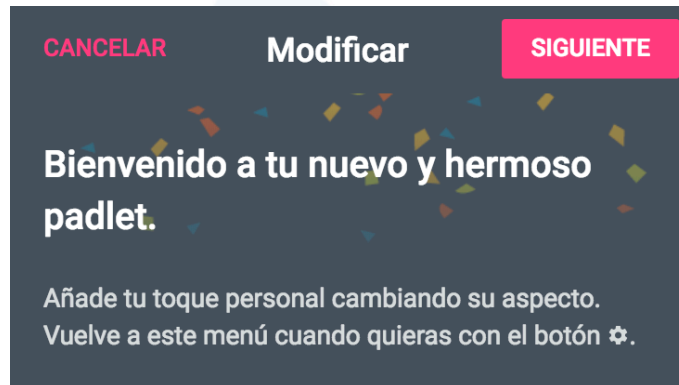 CANCELAR Modificar SIGUIENTE
Bienvenido a tu nuevo y hermoso
padlet.
Añade tu toque personal cambiando su aspecto.
Vuelve a este menú cuando quieras con el botón ⚙.